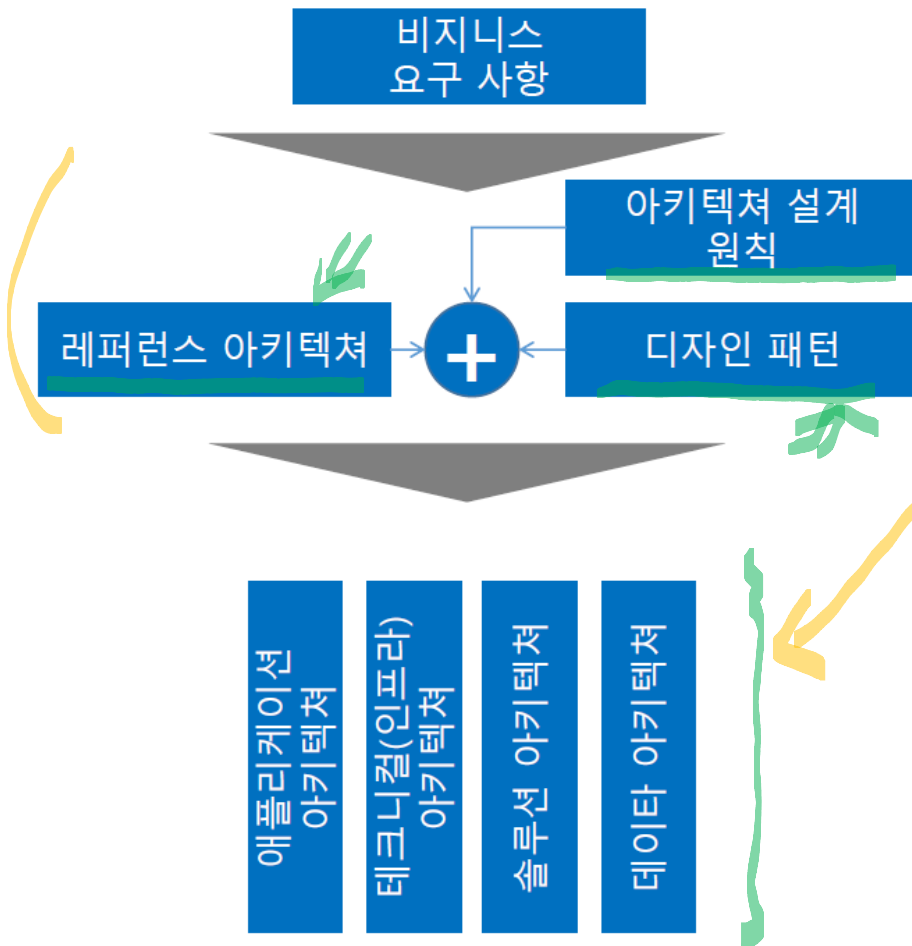 비지니스
요구 사항
아키텍쳐 설계
원칙
레퍼런스 아키텍쳐
+
디자인 패턴
애플리케이션
아키텍쳐
테크니컬(인프라)
아키텍쳐
솔루션 아키텍쳐
데이타 아키텍쳐